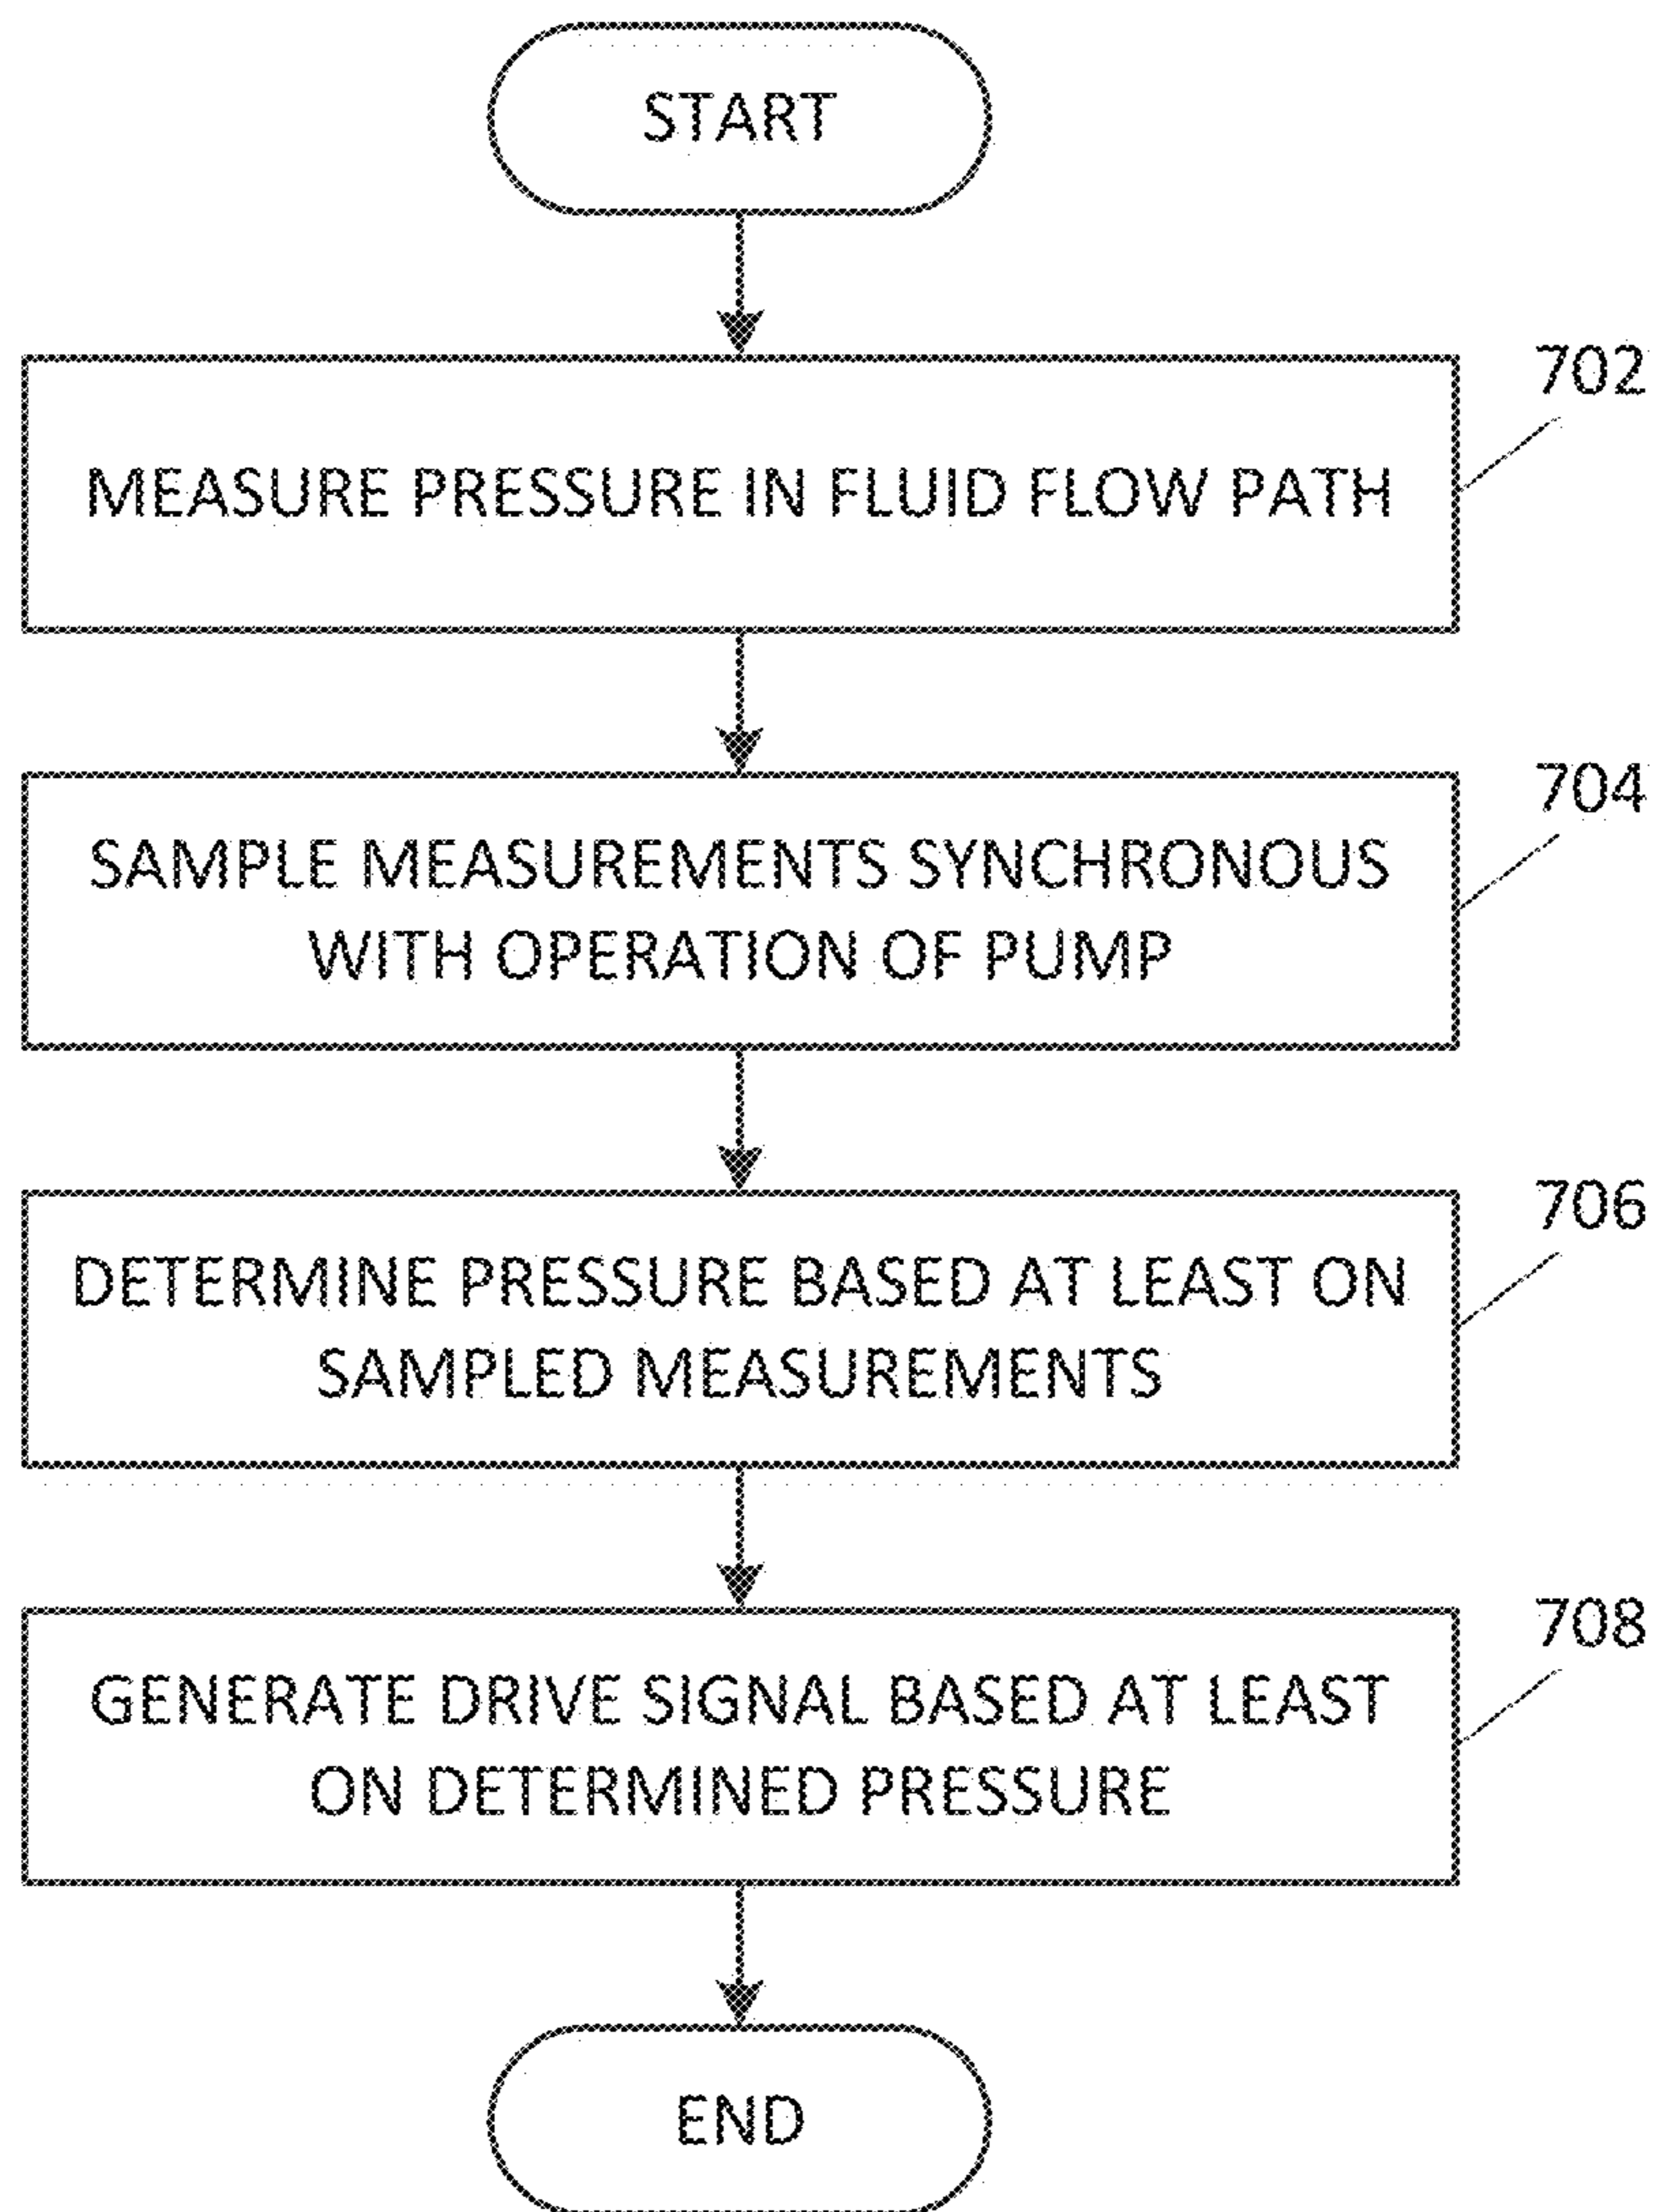 START
702
MEASURE PRESSURE IN FLUID FLOW PATH
704
SAMPLE MEASUREMENTS SYNCHRONOUS
WITH OPERATION OF PUMP
706
DETERMINE PRESSURE BASED AT LEAST ON
SAMPLED MEASUREMENTS
708
GENERATE DRIVE SIGNAL BASED AT LEAST
ON DETERMINED PRESSURE
END